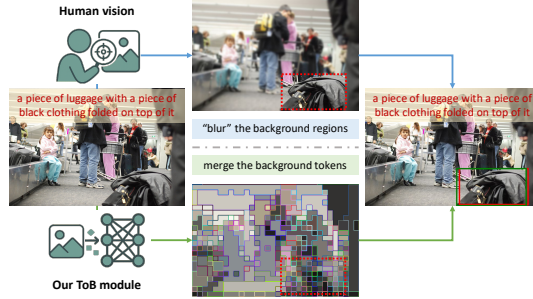 Human vision
a piece of luggage with a piece of
black clothing folded on top of it
"blur" the background regions
merge the background tokens
a piece of luggage with a piece of
black clothing folded on top of it
Our ToB module